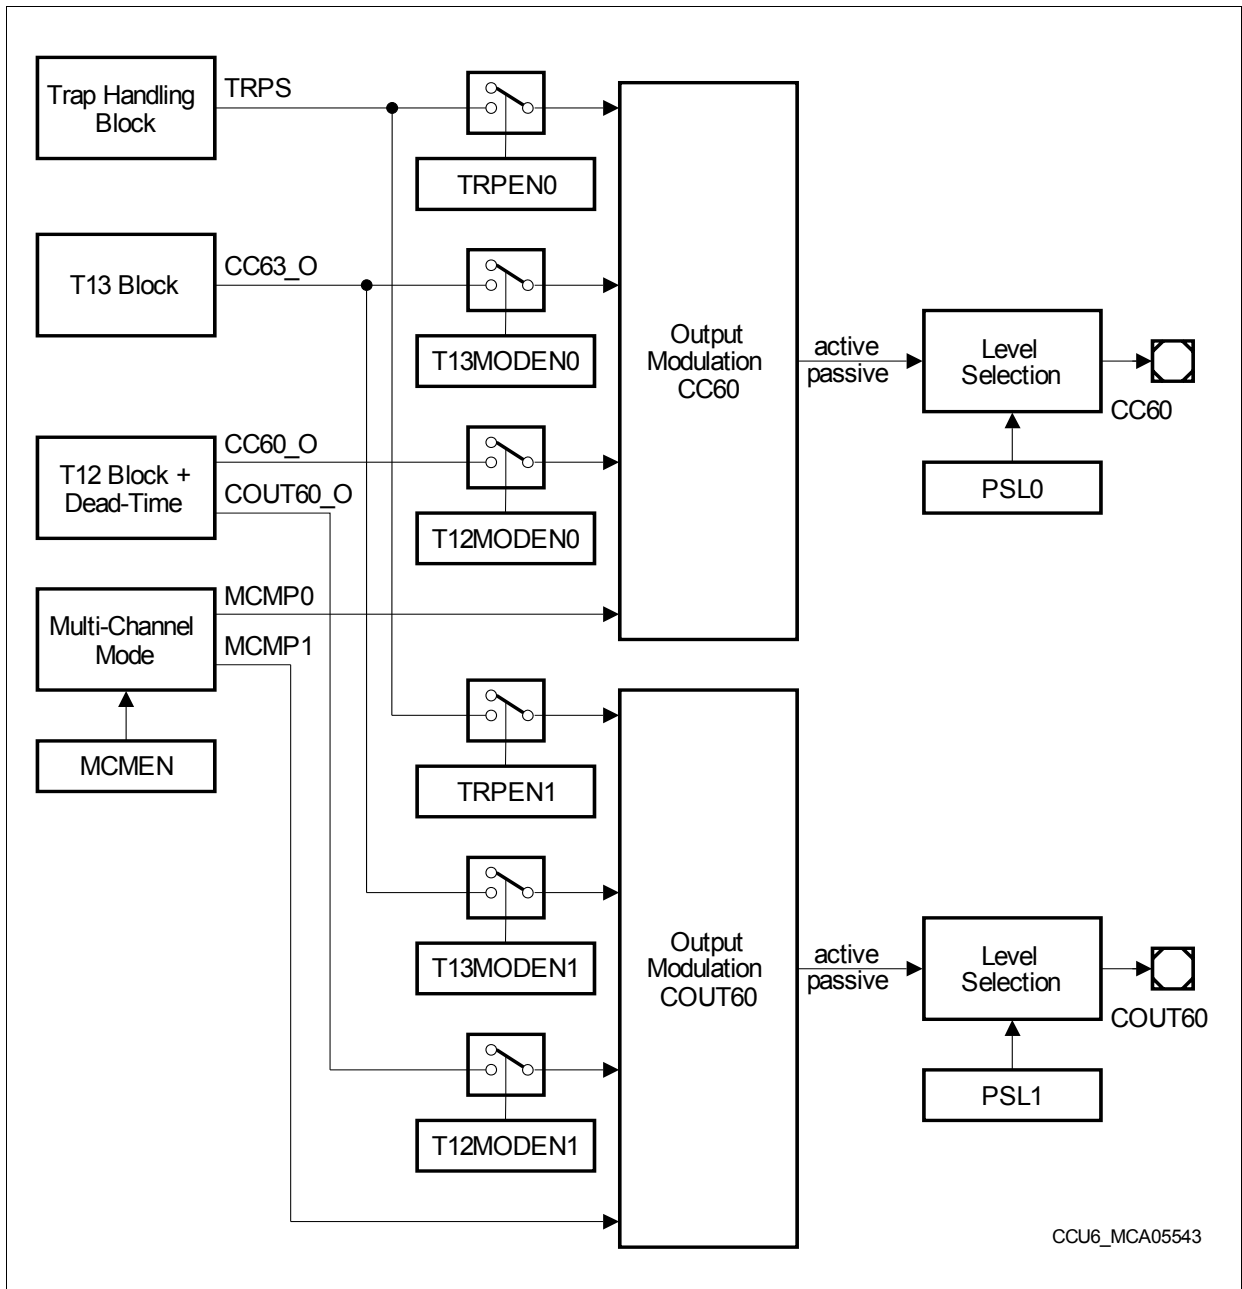 Trap Handling
Block
TRPS
TRPEN0
T13 Block
CC63_O
T13MODEN0
T12 Block +
Dead-Time
CC60_O
COUT60_O
T12MODEN0
Multi-Channel
Mode
MCMP0
MCMP1
MCMEN
Output
Modulation
CC60
active
passive
Level
Selection
CC60
PSL0
TRPEN1
T13MODEN1
T12MODEN1
Output
Modulation
COUT60
active
passive
Level
Selection
COUT60
PSL1
CCU6_MCA05543